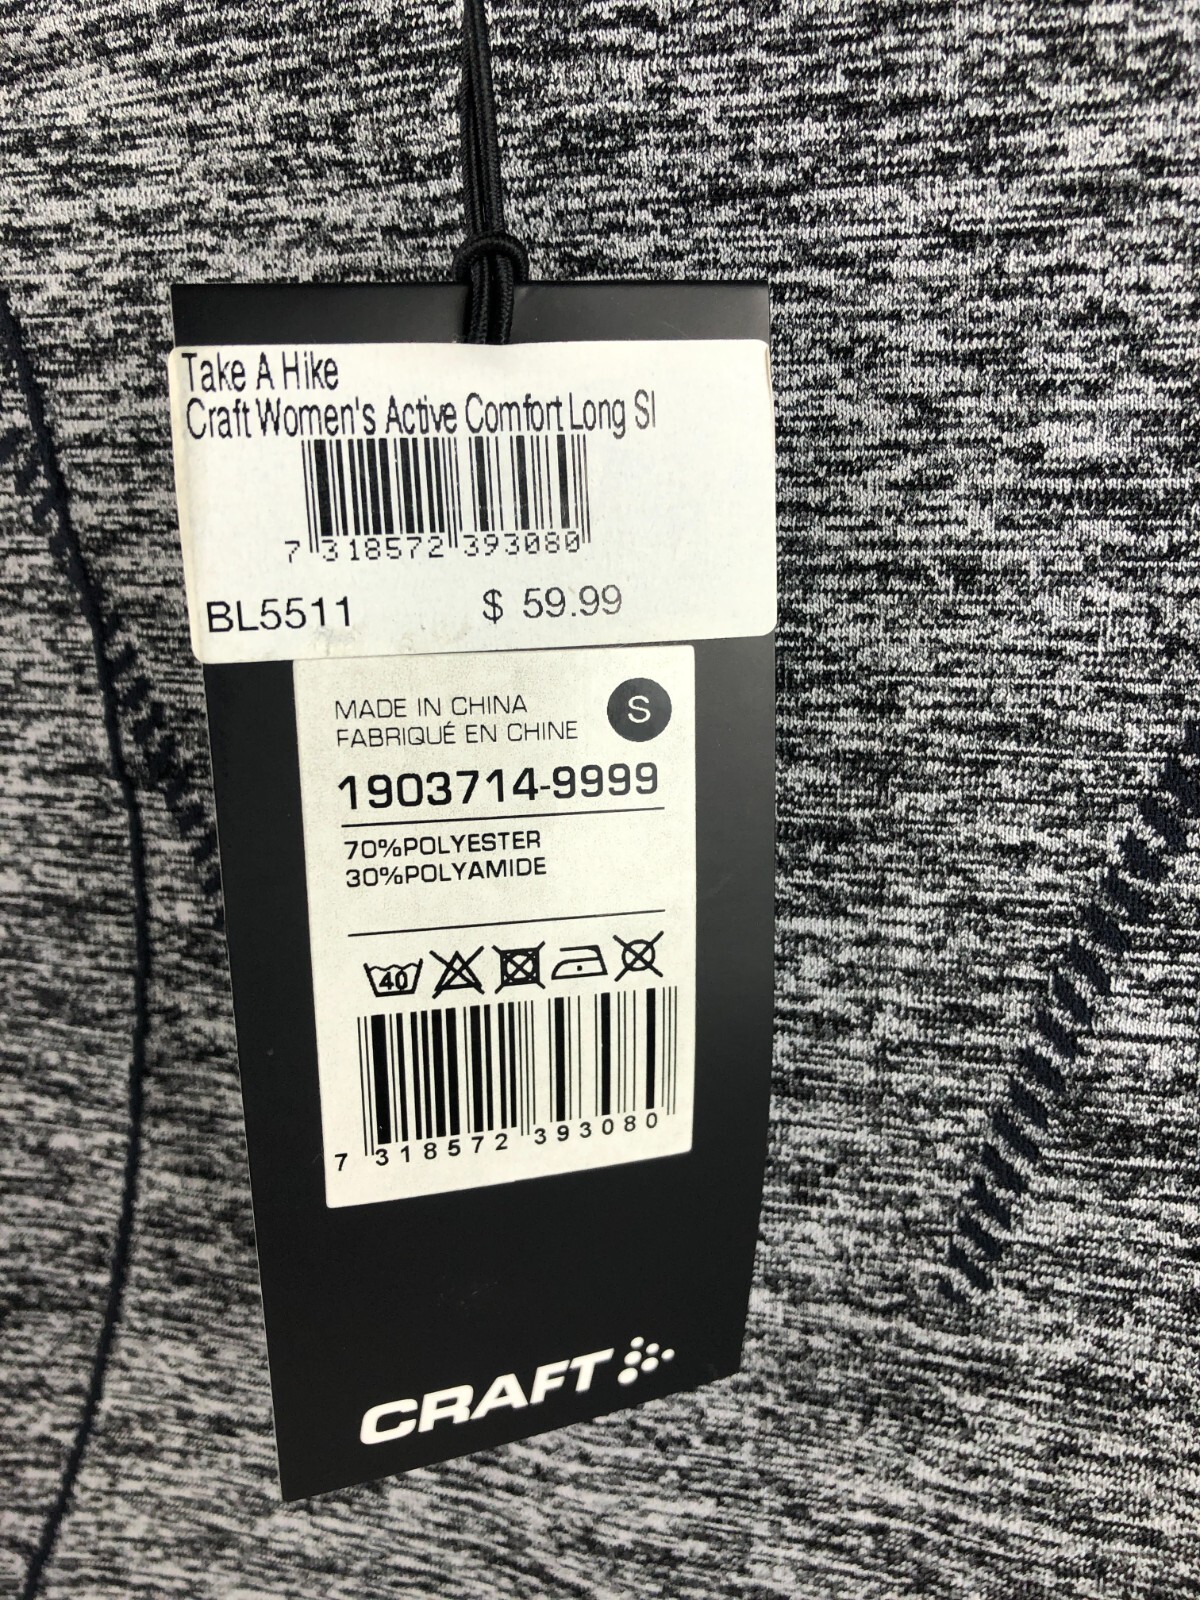 Take A Hike
Craft Women's Active Comfort Long Sl
7 318572 393080
BL5511 $ 59.99
MADE IN CHINA
FABRIQUÉ EN CHINE
S
1903714-9999
70%POLYESTER
30%POLYAMIDE
40
7 318572 393080
CRAFT